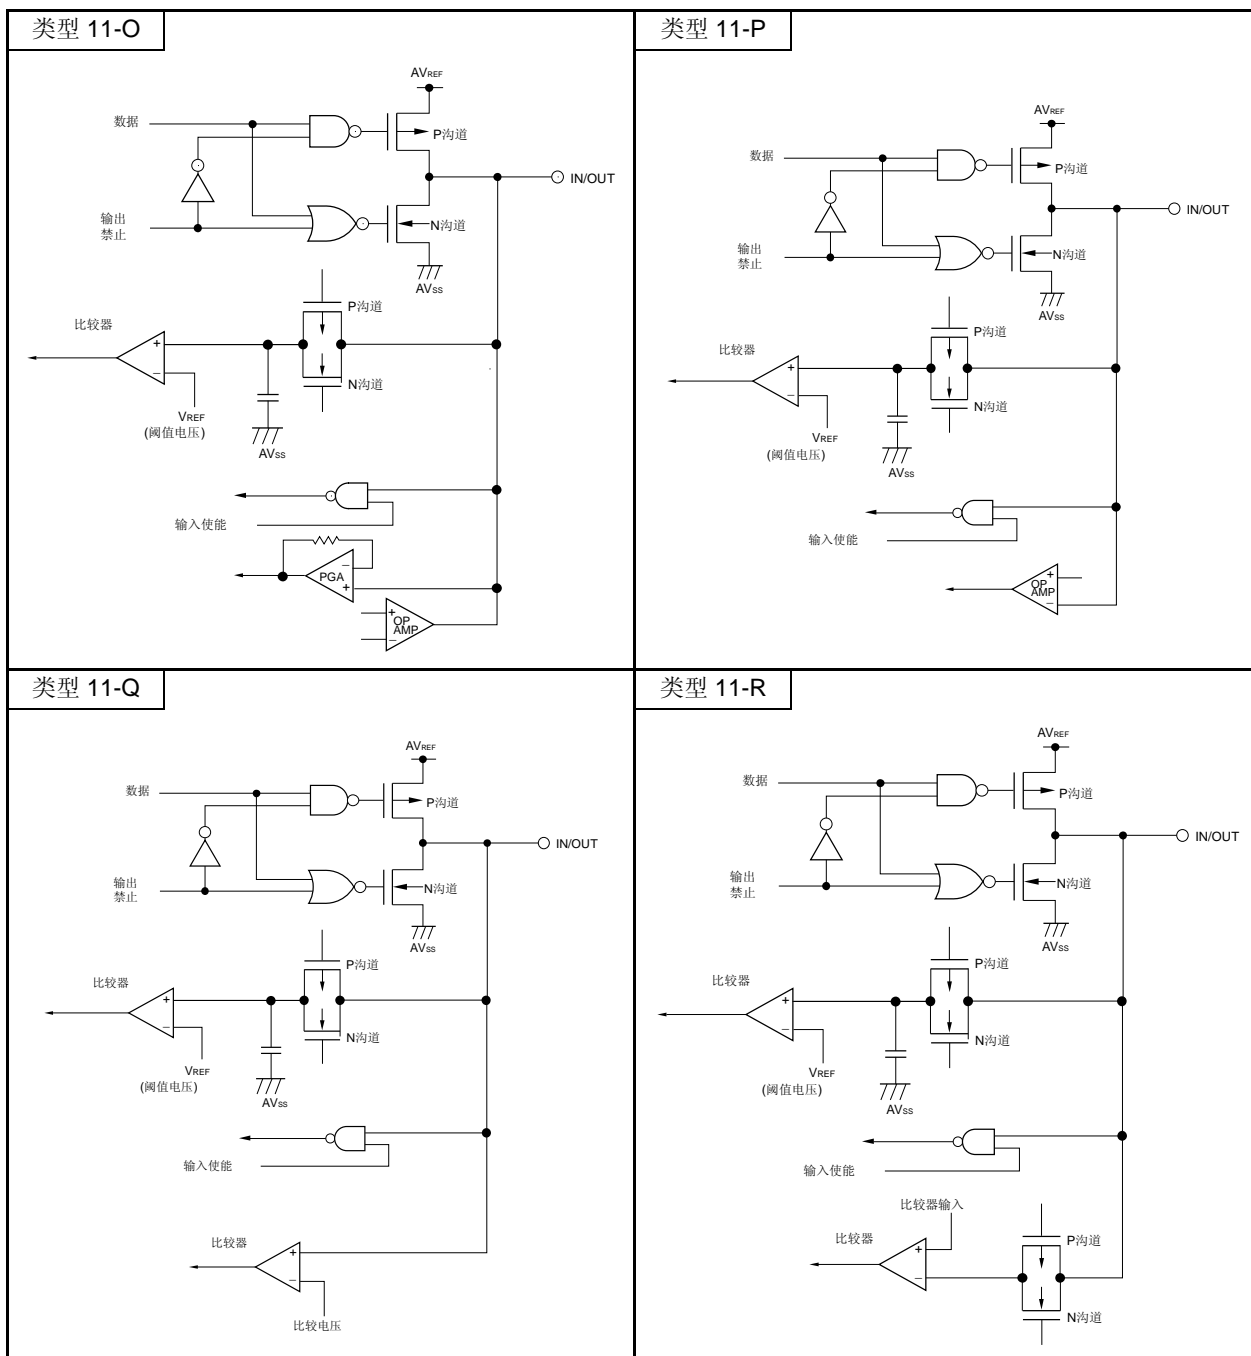 类型 11-O
AVREF
数据
P沟道
IN/OUT
输出
禁止
N沟道
AVSS
P沟道
比较器
+
−
N沟道
VREF
(阈值电压)
AVSS
输入使能
−
PGA
+
+
OP
AMP
−
类型 11-P
AVREF
数据
P沟道
IN/OUT
输出
禁止
N沟道
AVSS
P沟道
比较器
+
−
N沟道
VREF
(阈值电压)
AVSS
输入使能
+
OP
AMP
−
类型 11-Q
AVREF
数据
P沟道
IN/OUT
输出
禁止
N沟道
AVSS
P沟道
比较器
+
−
N沟道
VREF
(阈值电压)
AVSS
输入使能
比较器
+
−
比较电压
类型 11-R
AVREF
数据
P沟道
IN/OUT
输出
禁止
N沟道
AVSS
P沟道
比较器
+
−
N沟道
VREF
(阈值电压)
AVSS
输入使能
比较器输入
比较器
P沟道
+
−
N沟道